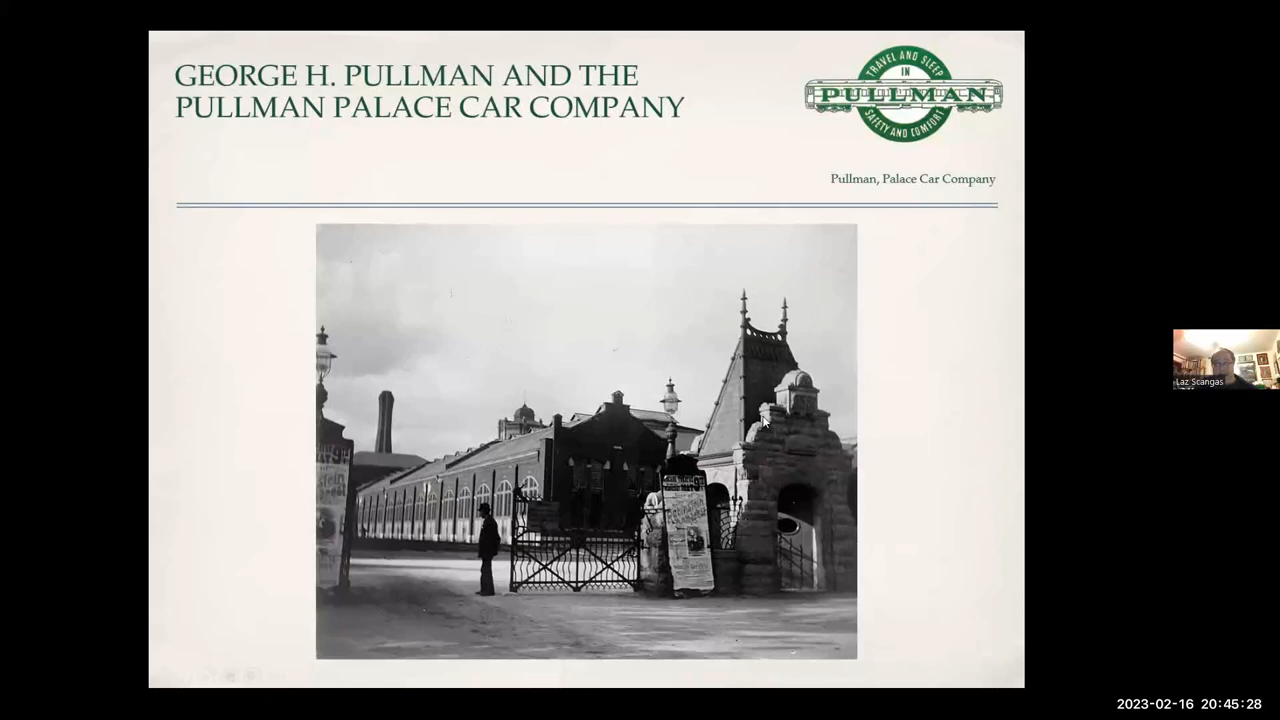 GEORGE H. PULLMAN AND THE
PULLMAN PALACE CAR COMPANY
TRAVEL AND SLEEP
IN
PULLMAN
SAFETY AND COMFORT
Pullman, Palace Car Company
Laz Scangas
2023-02-16 20:45:28